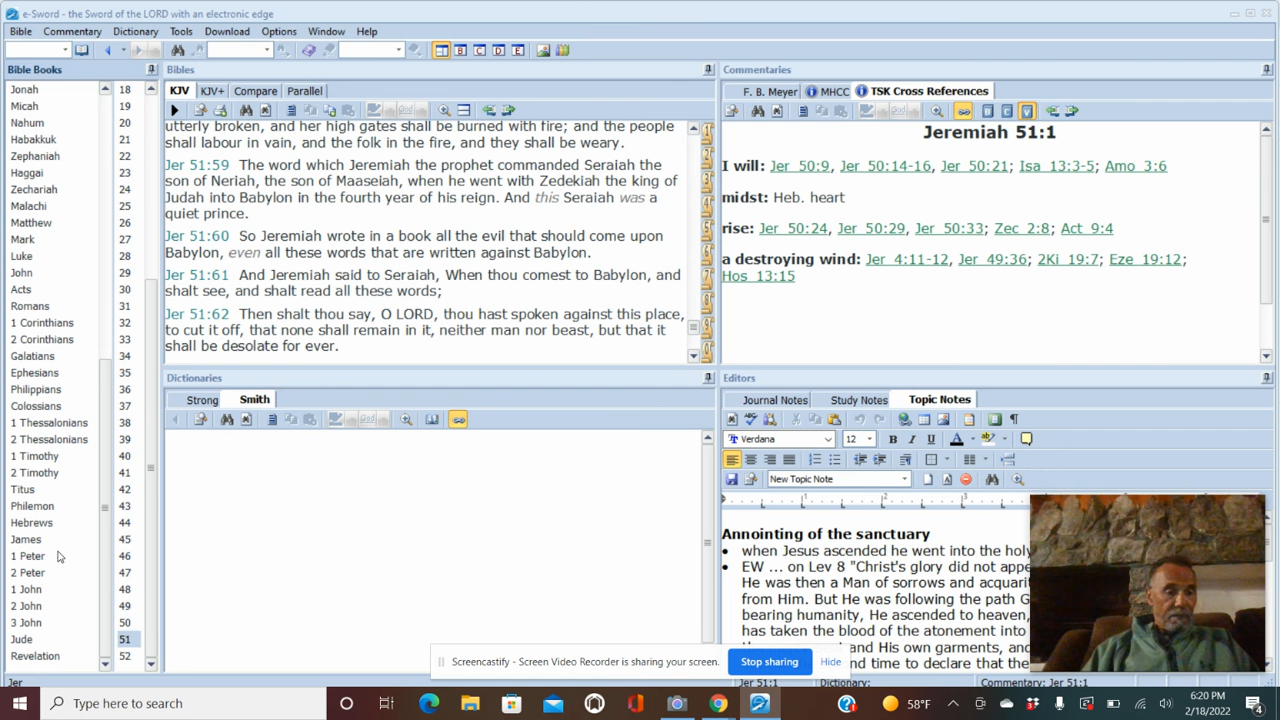 e-Sword - the Sword of the LORD with an electronic edge
Bible Commentary Dictionary Tools Download Options Window Help
B C D E
Bible Books
Jonah 18
Micah 19
Nahum 20
Habakkuk 21
Zephaniah 22
Haggai 23
Zechariah 24
Malachi 25
Matthew 26
Mark 27
Luke 28
John 29
Acts 30
Romans 31
1 Corinthians 32
2 Corinthians 33
Galatians 34
Ephesians 35
Philippians 36
Colossians 37
1 Thessalonians 38
2 Thessalonians 39
1 Timothy 40
2 Timothy 41
Titus 42
Philemon 43
Hebrews 44
James 45
1 Peter 46
2 Peter 47
1 John 48
2 John 49
3 John 50
Jude 51
Revelation 52
Jer
Bibles
KJV KJV+ Compare Parallel
utterly broken, and her high gates shall be burned with fire; and the people
shall labour in vain, and the folk in the fire, and they shall be weary.
Jer 51:59 The word which Jeremiah the prophet commanded Seraiah the
son of Neriah, the son of Maaseiah, when he went with Zedekiah the king of
Judah into Babylon in the fourth year of his reign. And this Seraiah was a
quiet prince.
Jer 51:60 So Jeremiah wrote in a book all the evil that should come upon
Babylon, even all these words that are written against Babylon.
Jer 51:61 And Jeremiah said to Seraiah, When thou comest to Babylon, and
shalt see, and shalt read all these words;
Jer 51:62 Then shalt thou say, O LORD, thou hast spoken against this place,
to cut it off, that none shall remain in it, neither man nor beast, but that it
shall be desolate for ever.
Commentaries
F. B. Meyer MHCC TSK Cross References
Jeremiah 51:1
I will: Jer 50:9, Jer 50:14-16, Jer 50:21; Isa 13:3-5; Amo 3:6
midst: Heb. heart
rise: Jer 50:24, Jer 50:29, Jer 50:33; Zec 2:8; Act 9:4
a destroying wind: Jer 4:11-12, Jer 49:36; 2Ki 19:7; Eze 19:12;
Hos 13:15
Dictionaries
Strong Smith
Editors
Journal Notes Study Notes Topic Notes
Verdana 12 B I U
New Topic Note
1 2 3
Annointing of the sanctuary
• when Jesus ascended he went into the holy
• EW ... on Lev 8 "Christ's glory did not appe
He was then a Man of sorrows and acquarit
from Him. But He was following the path G
bearing humanity, He ascended to heaven,
has taken the blood of the atonement into
and His own garments, and
nd time to declare that the
Screencastify - Screen Video Recorder is sharing your screen. Stop sharing Hide
Jer 51:1 Dictionary: Commentary: Jer 51:1
Type here to search
58°F
6:20 PM
2/18/2022
4